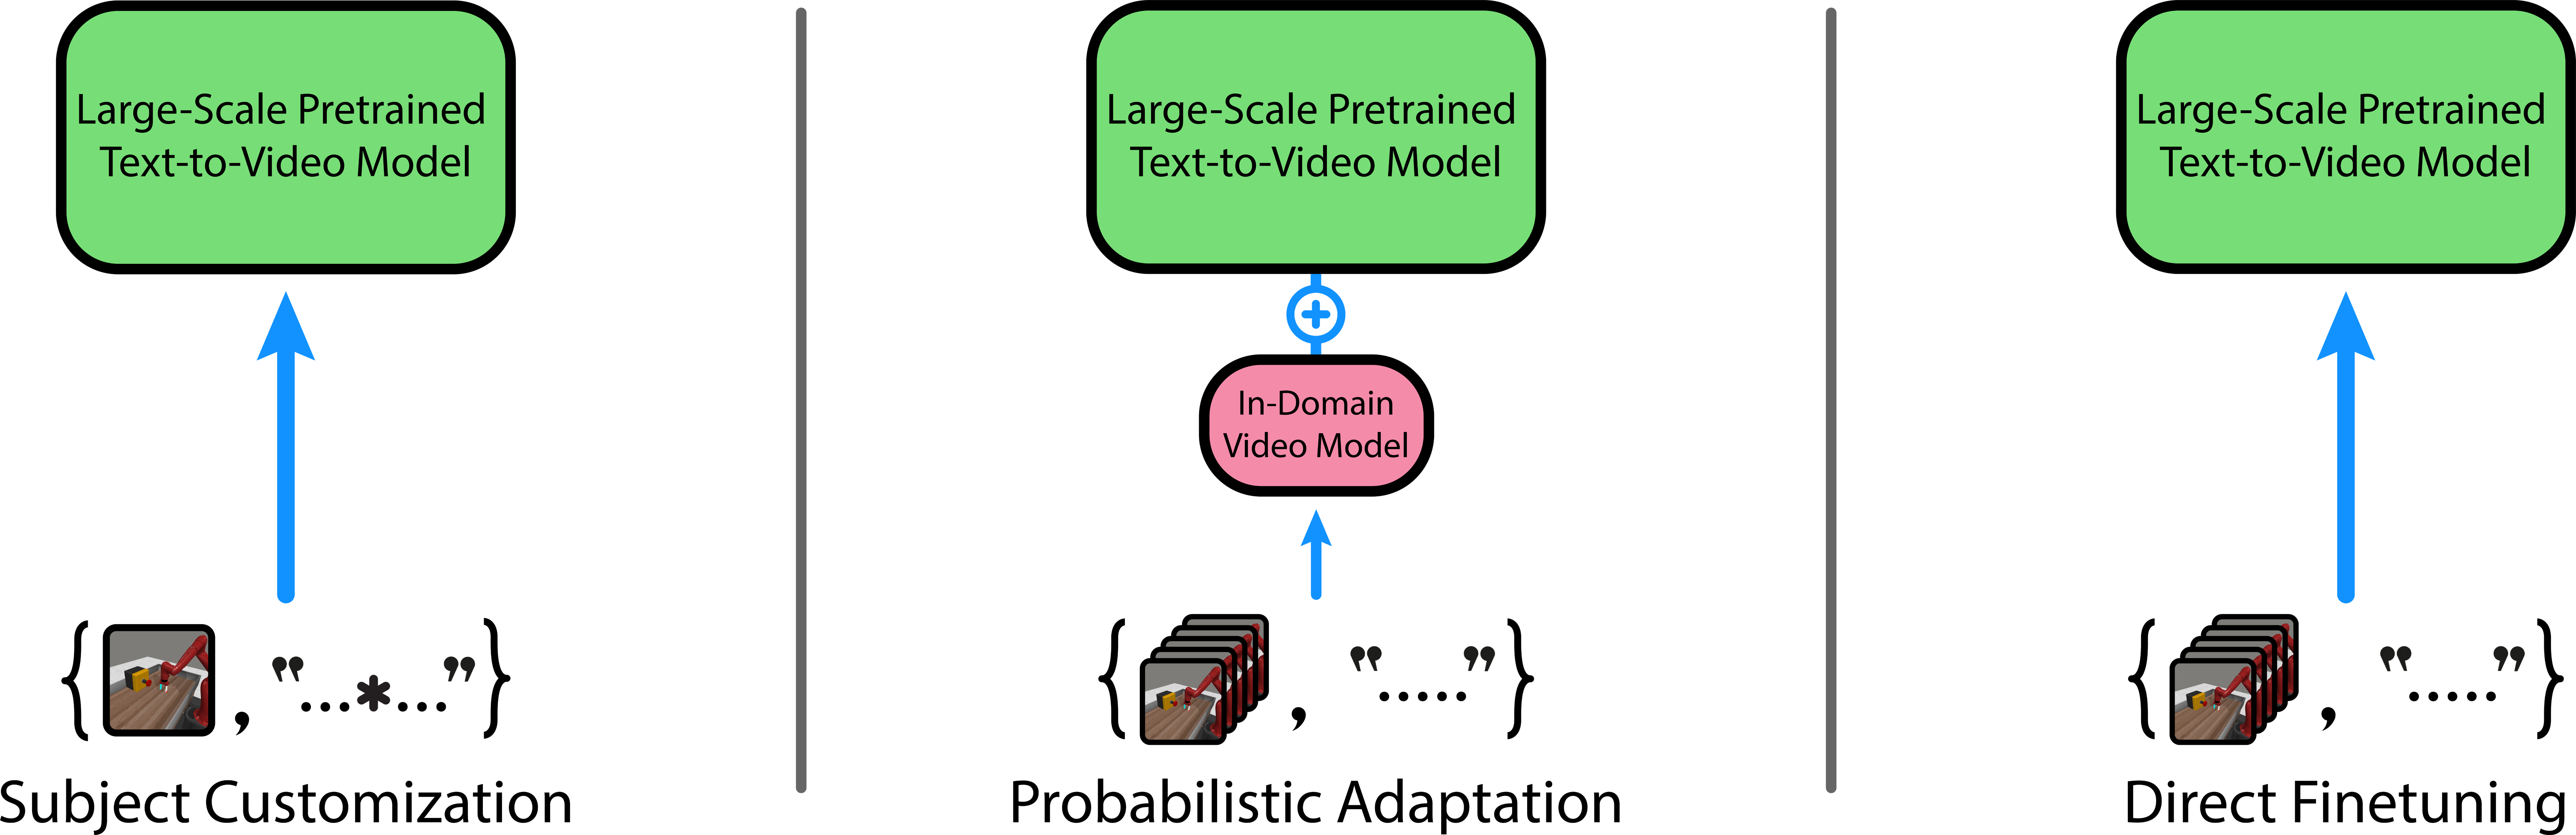 Large-Scale Pretrained
Text-to-Video Model
{ , "...*..." }
Subject Customization
Large-Scale Pretrained
Text-to-Video Model
+
In-Domain
Video Model
{ , "....." }
Probabilistic Adaptation
Large-Scale Pretrained
Text-to-Video Model
{ , "....." }
Direct Finetuning